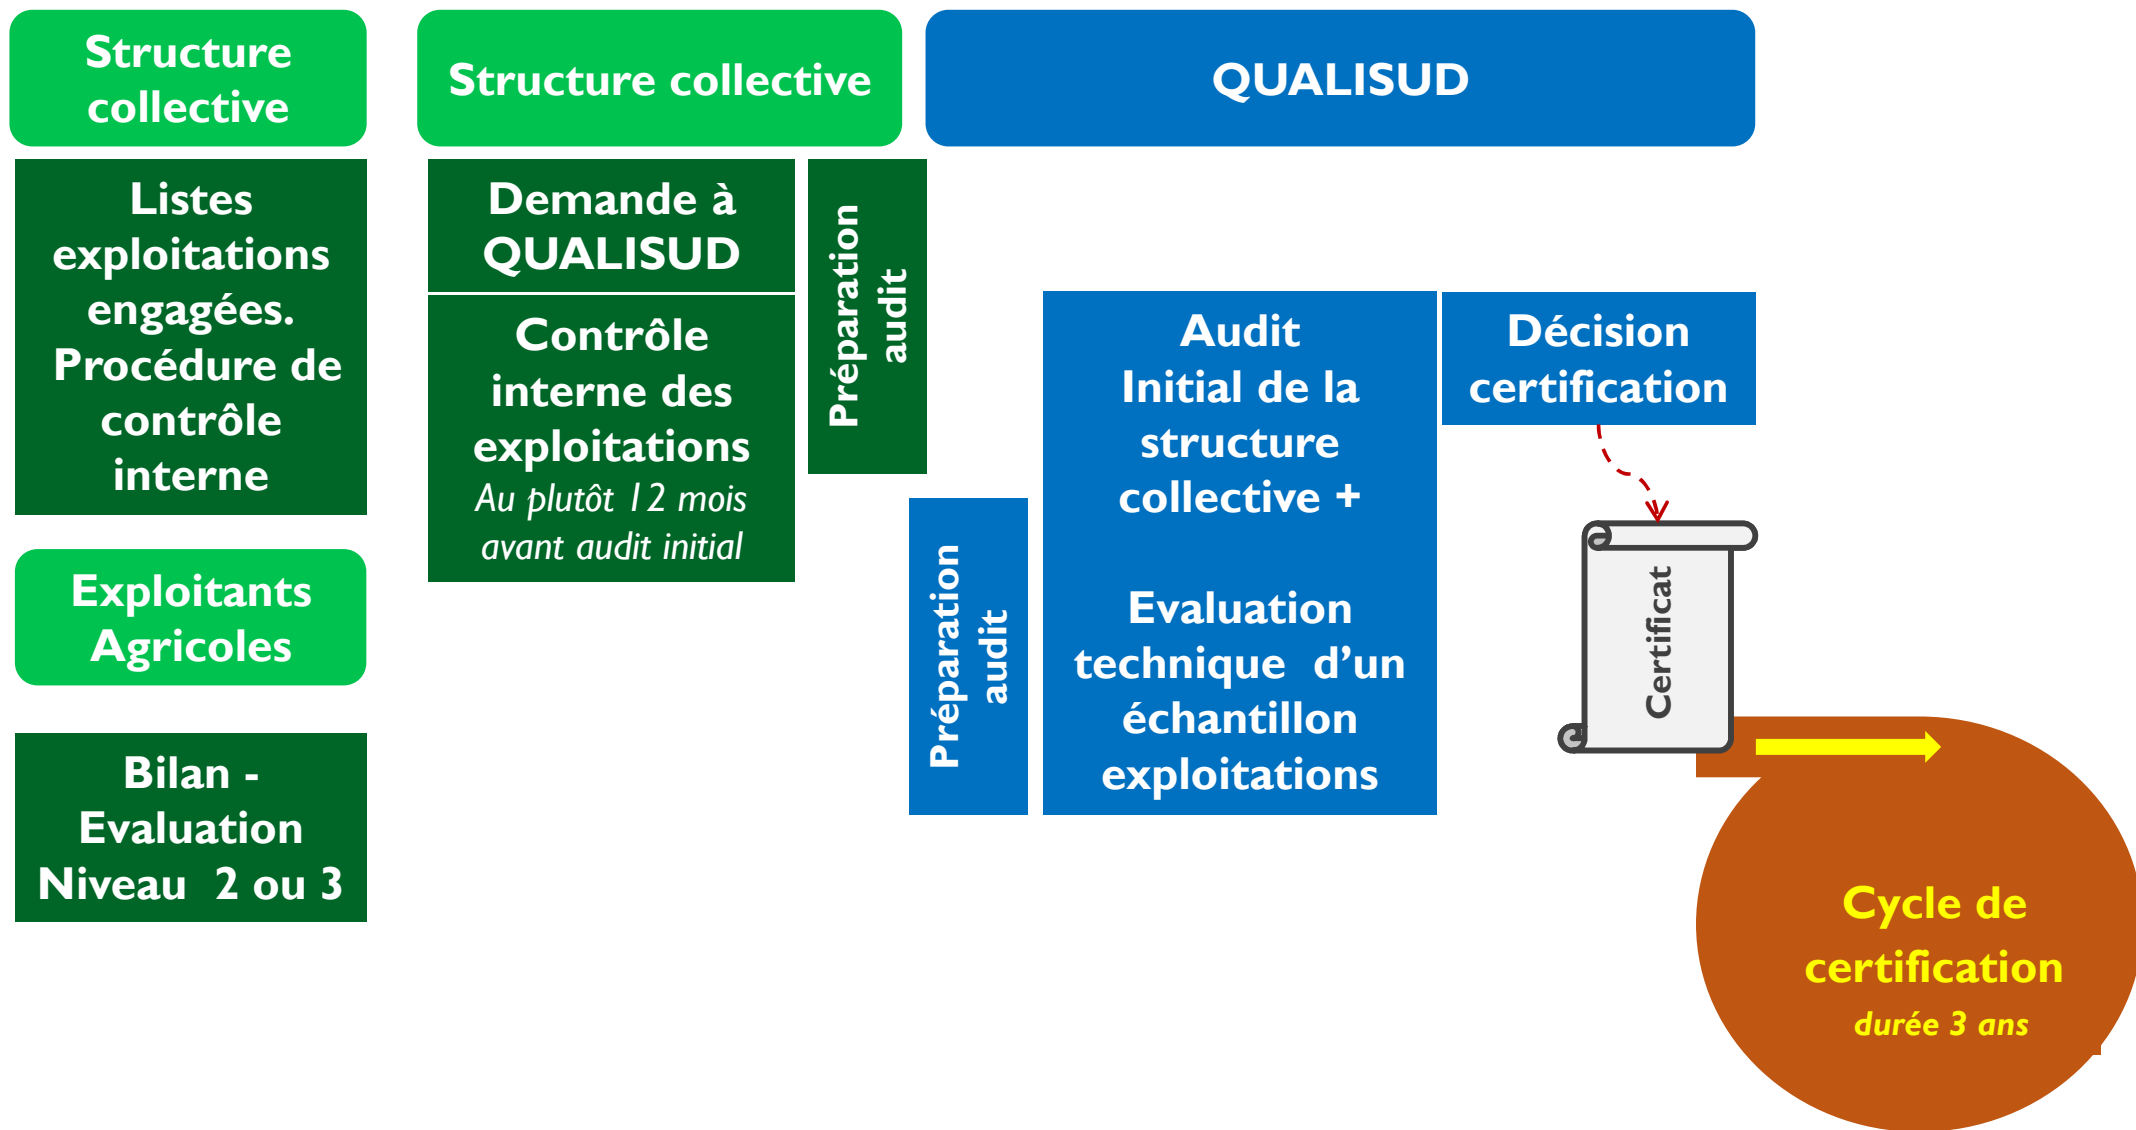 Structure
collective
Listes
exploitations
engagées.
Procédure de
contrôle
interne
Exploitants
Agricoles
Bilan -
Evaluation
Niveau 2 ou 3
Structure collective
Demande à
QUALISUD
Contrôle
interne des
exploitations
Au plutôt 12 mois
avant audit initial
Préparation
audit
QUALISUD
Préparation
audit
Audit
Initial de la
structure
collective +
Evaluation
technique d’un
échantillon
exploitations
Décision
certification
Certificat
Cycle de
certification
durée 3 ans